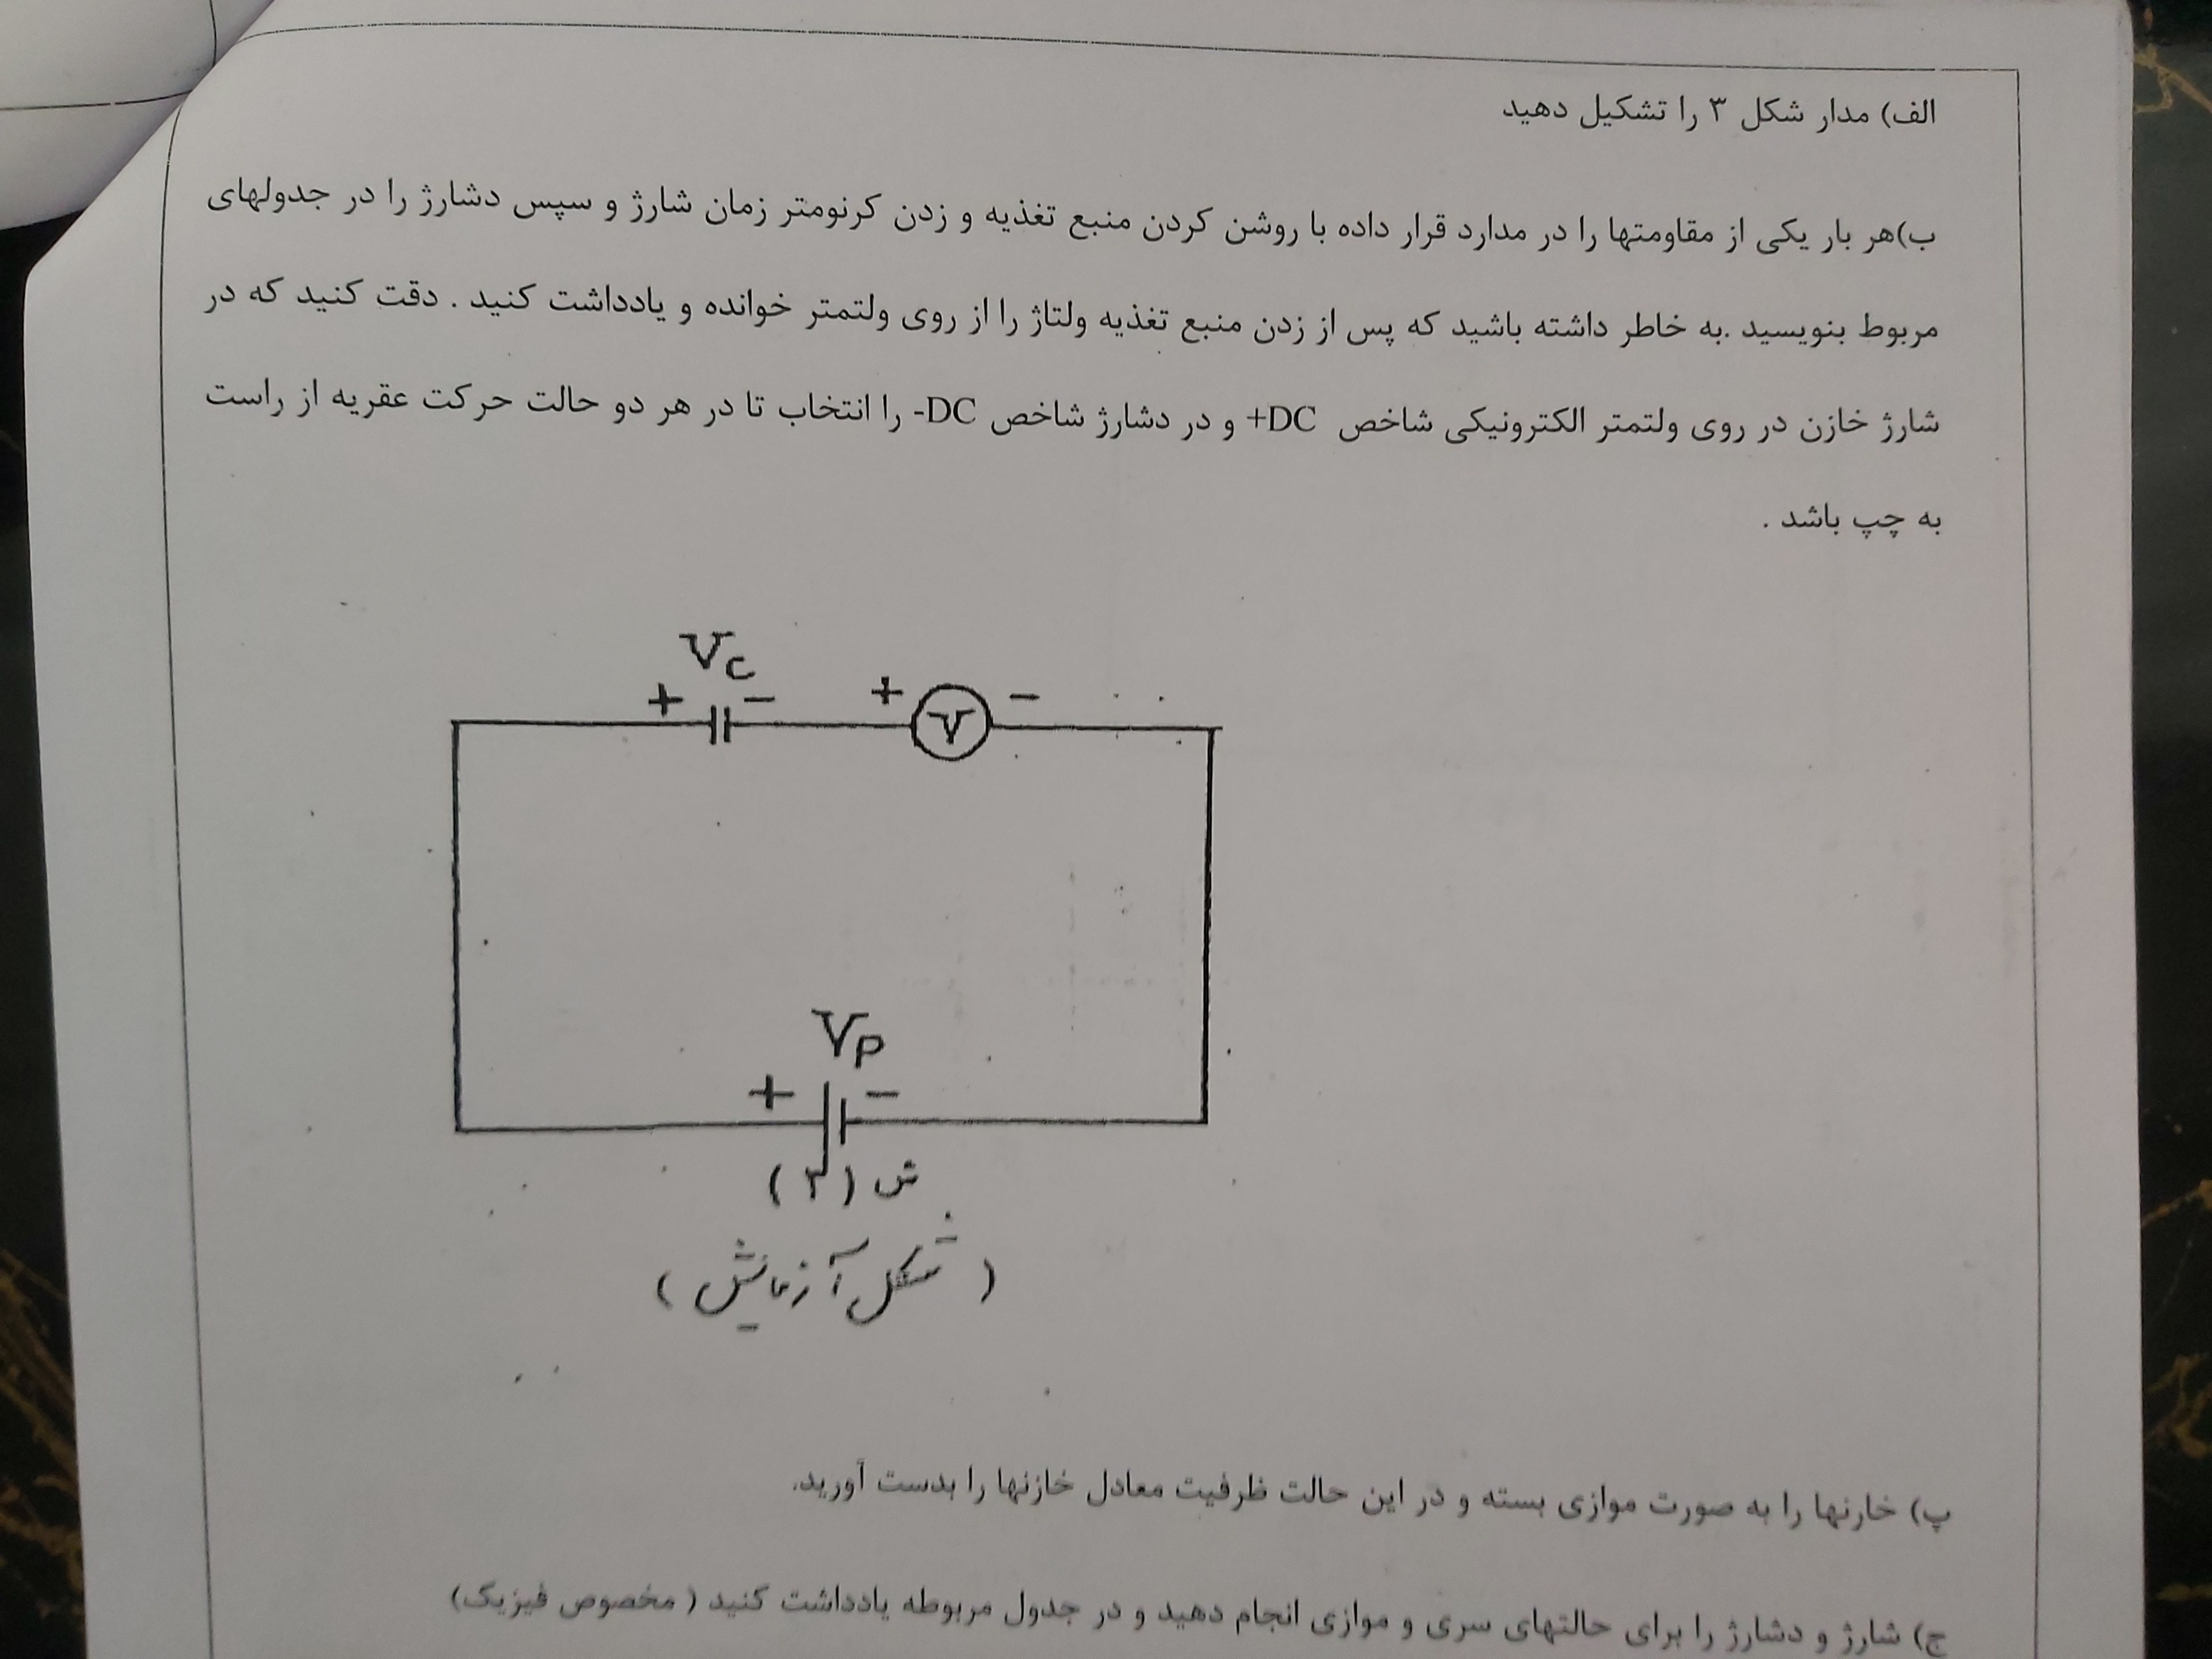 الف) مدار شکل ۳ را تشکیل دهید
ب)هر بار یکی از مقاومتها را در مدارد قرار داده با روشن کردن منبع تغذیه و زدن کرنومتر زمان شارژ و سپس دشارژ را در جدولهای
مربوط بنویسید .به خاطر داشته باشید که پس از زدن منبع تغذیه ولتاژ را از روی ولتمتر خوانده و یادداشت کنید . دقت کنید که در
شارژ خازن در روی ولتمتر الکترونیکی شاخص DC+ و در دشارژ شاخص DC- را انتخاب تا در هر دو حالت حرکت عقربه از راست
به چپ باشد .
Vc
+ − + V −
Vp
+ −
ش (۳)
( شکل آزمایش )
پ) خازنها را به صورت موازی بسته و در این حالت ظرفیت معادل خازنها را بدست آورید.
ج) شارژ و دشارژ را برای حالتهای سری و موازی انجام دهید و در جدول مربوطه یادداشت کنید ( مخصوص فیزیک)